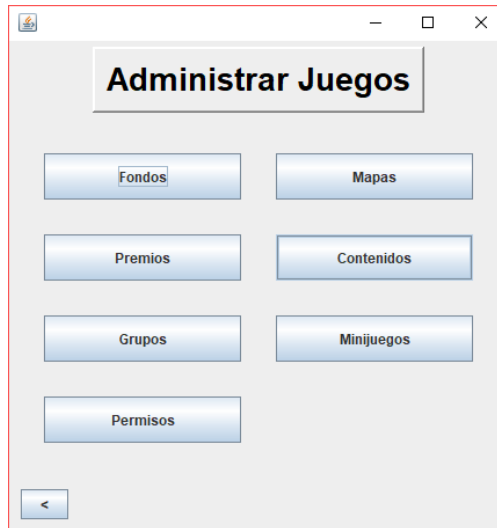 Administrar Juegos
Fondos
Mapas
Premios
Contenidos
Grupos
Minijuegos
Permisos
<